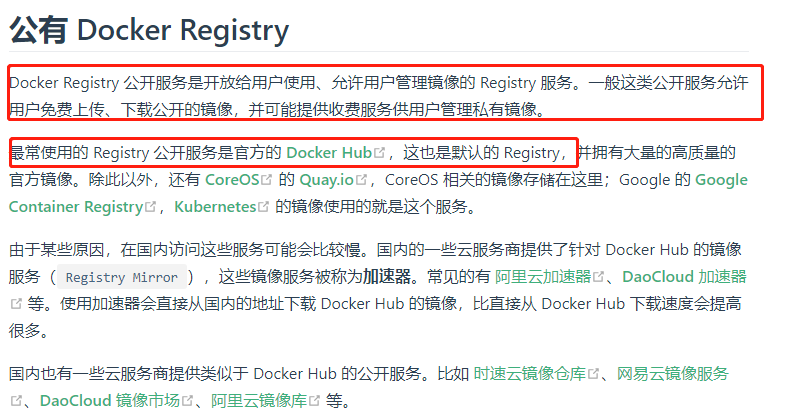 公有 Docker Registry
Docker Registry 公开服务是开放给用户使用、允许用户管理镜像的 Registry 服务。一般这类公开服务允许
用户免费上传、下载公开的镜像，并可能提供收费服务供用户管理私有镜像。
最常使用的 Registry 公开服务是官方的 Docker Hub，这也是默认的 Registry，并拥有大量的高质量的
官方镜像。除此以外，还有 CoreOS 的 Quay.io，CoreOS 相关的镜像存储在这里；Google 的 Google
Container Registry，Kubernetes 的镜像使用的就是这个服务。
由于某些原因，在国内访问这些服务可能会比较慢。国内的一些云服务商提供了针对 Docker Hub 的镜像
服务（ Registry Mirror ），这些镜像服务被称为加速器。常见的有 阿里云加速器、DaoCloud 加速器
等。使用加速器会直接从国内的地址下载 Docker Hub 的镜像，比直接从 Docker Hub 下载速度会提高
很多。
国内也有一些云服务商提供类似于 Docker Hub 的公开服务。比如 时速云镜像仓库、网易云镜像服务
、DaoCloud 镜像市场、阿里云镜像库 等。